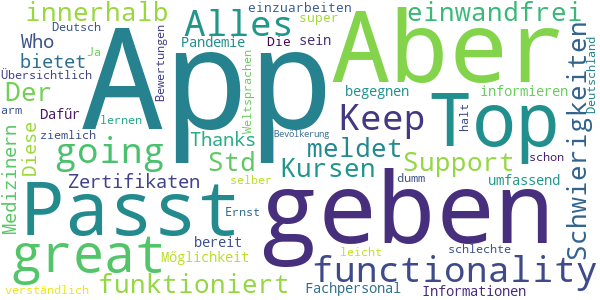 innerhalb
Deutsch
Who
Ja
bietet
Übersichtlich
Der
arm
Dafür
lernen
Diese
ziemlich
Medizinern
going
Zertifikaten
Passt
great
funktioniert
verständlich
App
Bewertungen
Alles
einzuarbeiten
super
Pandemie
Die
sein
Weltsprachen
Thanks
Bevölkerung
Std
Kursen
selber
Ernst
bereit
Möglichkeit
geben
Aber
einwandfrei
Keep
Top
begegnen
informieren
halt
meldet
Support
schon
dumm
umfassend
schlechte
leicht
functionality
Fachpersonal
Informationen
Schwierigkeiten
Deutschland